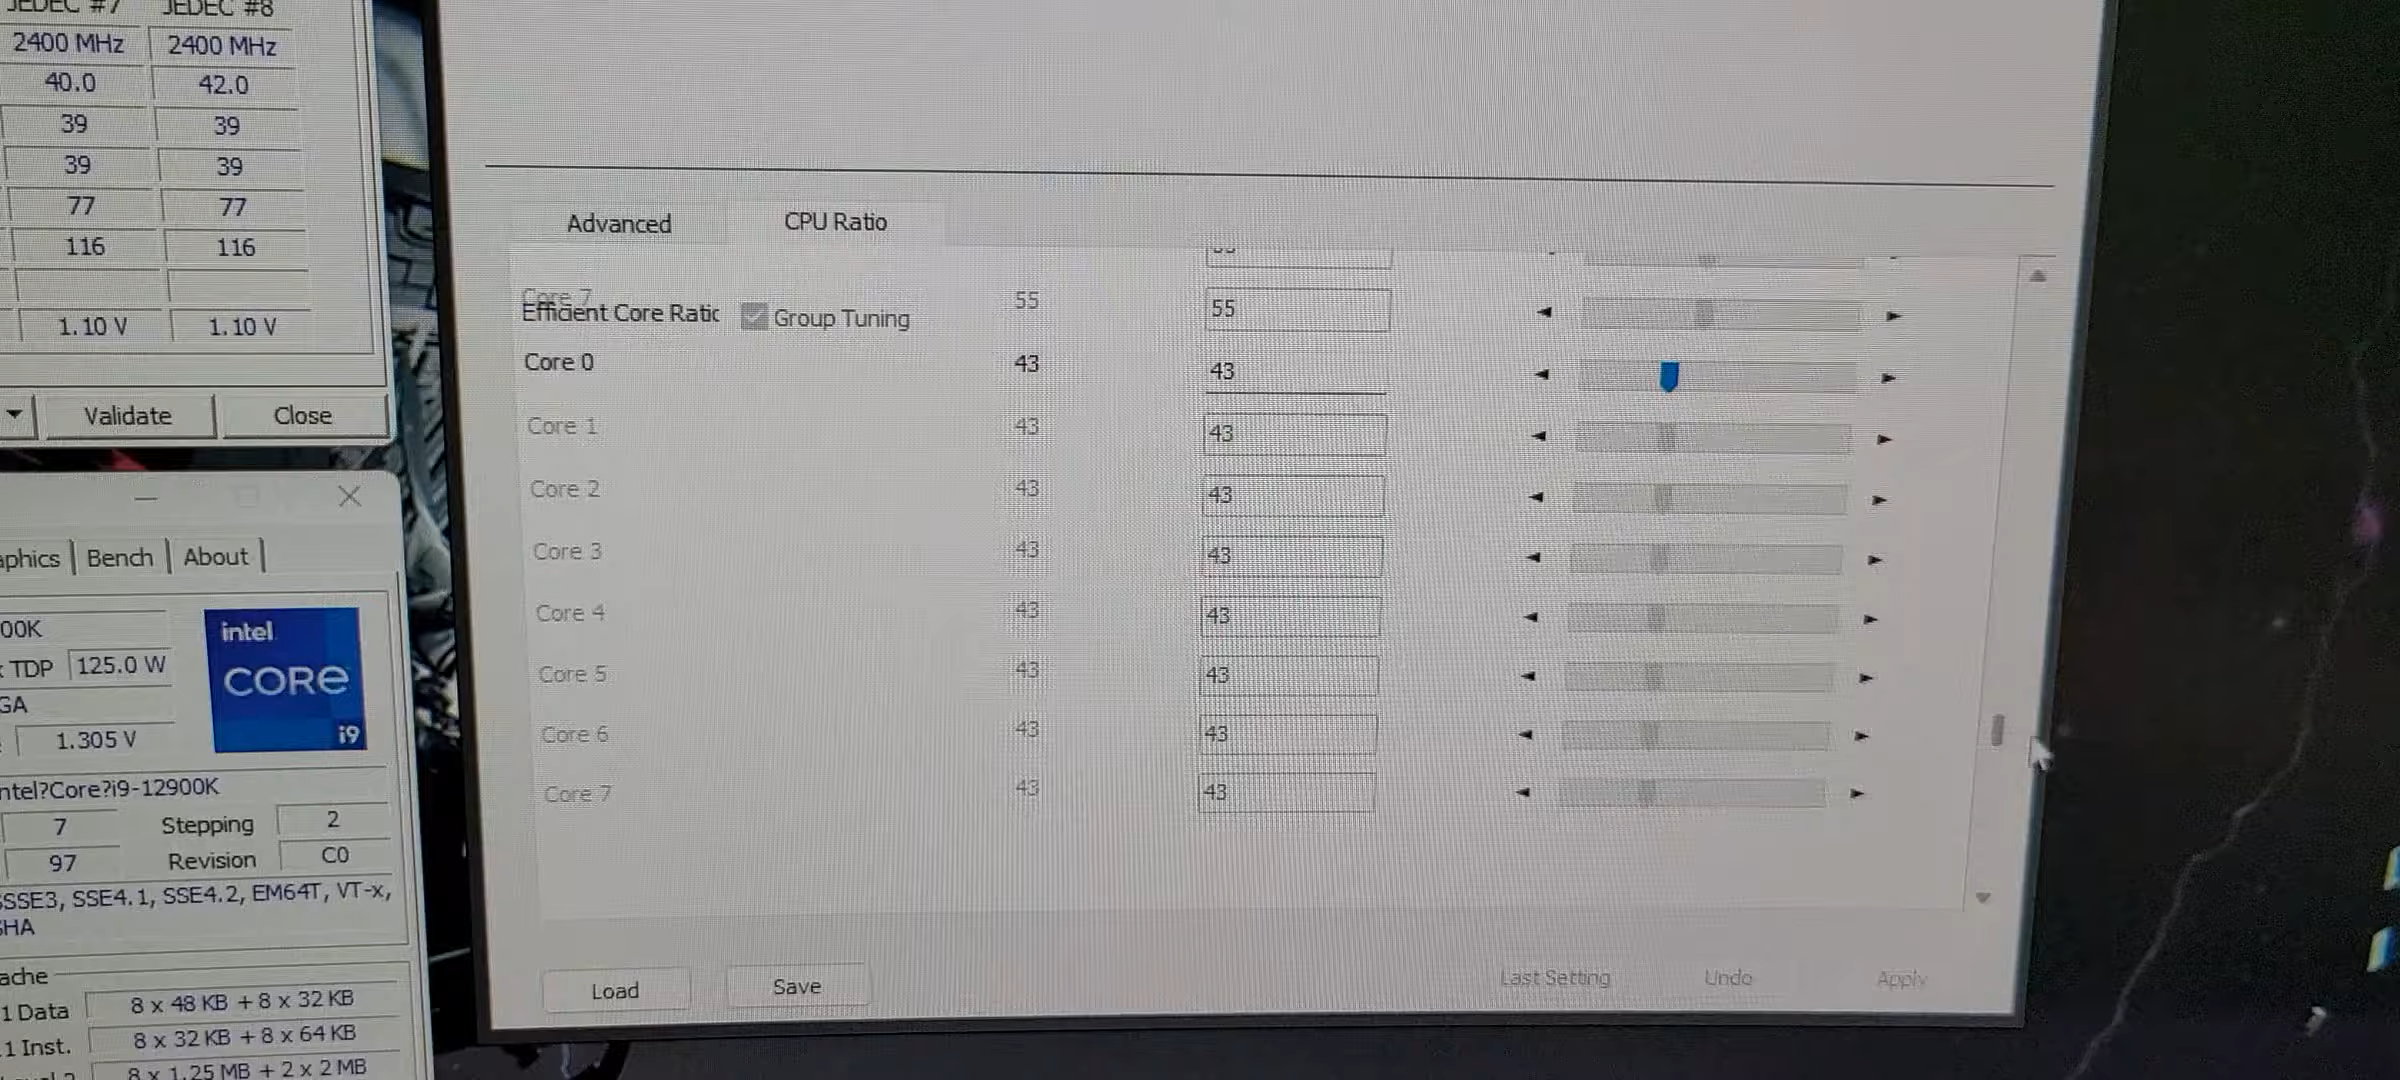 JEDEC #7 JEDEC #8
2400 MHz 2400 MHz
40.0 42.0
39 39
39 39
77 77
116 116
1.10 V 1.10 V
Validate Close
aphics Bench About
00K
TDP 125.0 W
GA
1.305 V
intel
CORE
i9
ntel?Core?i9-12900K
7 Stepping 2
97 Revision C0
SSE3, SSE4.1, SSE4.2, EM64T, VT-x,
SHA
ache
1 Data 8 x 48 KB + 8 x 32 KB
1 Inst. 8 x 32 KB + 8 x 64 KB
8 x 1.25 MB + 2 x 2 MB
Advanced CPU Ratio
Core 7 55 55
Efficient Core Ratic Group Tuning
Core 0 43 43
Core 1 43 43
Core 2 43 43
Core 3 43 43
Core 4 43 43
Core 5 43 43
Core 6 43 43
Core 7 43 43
Load Save Last Setting Undo Apply